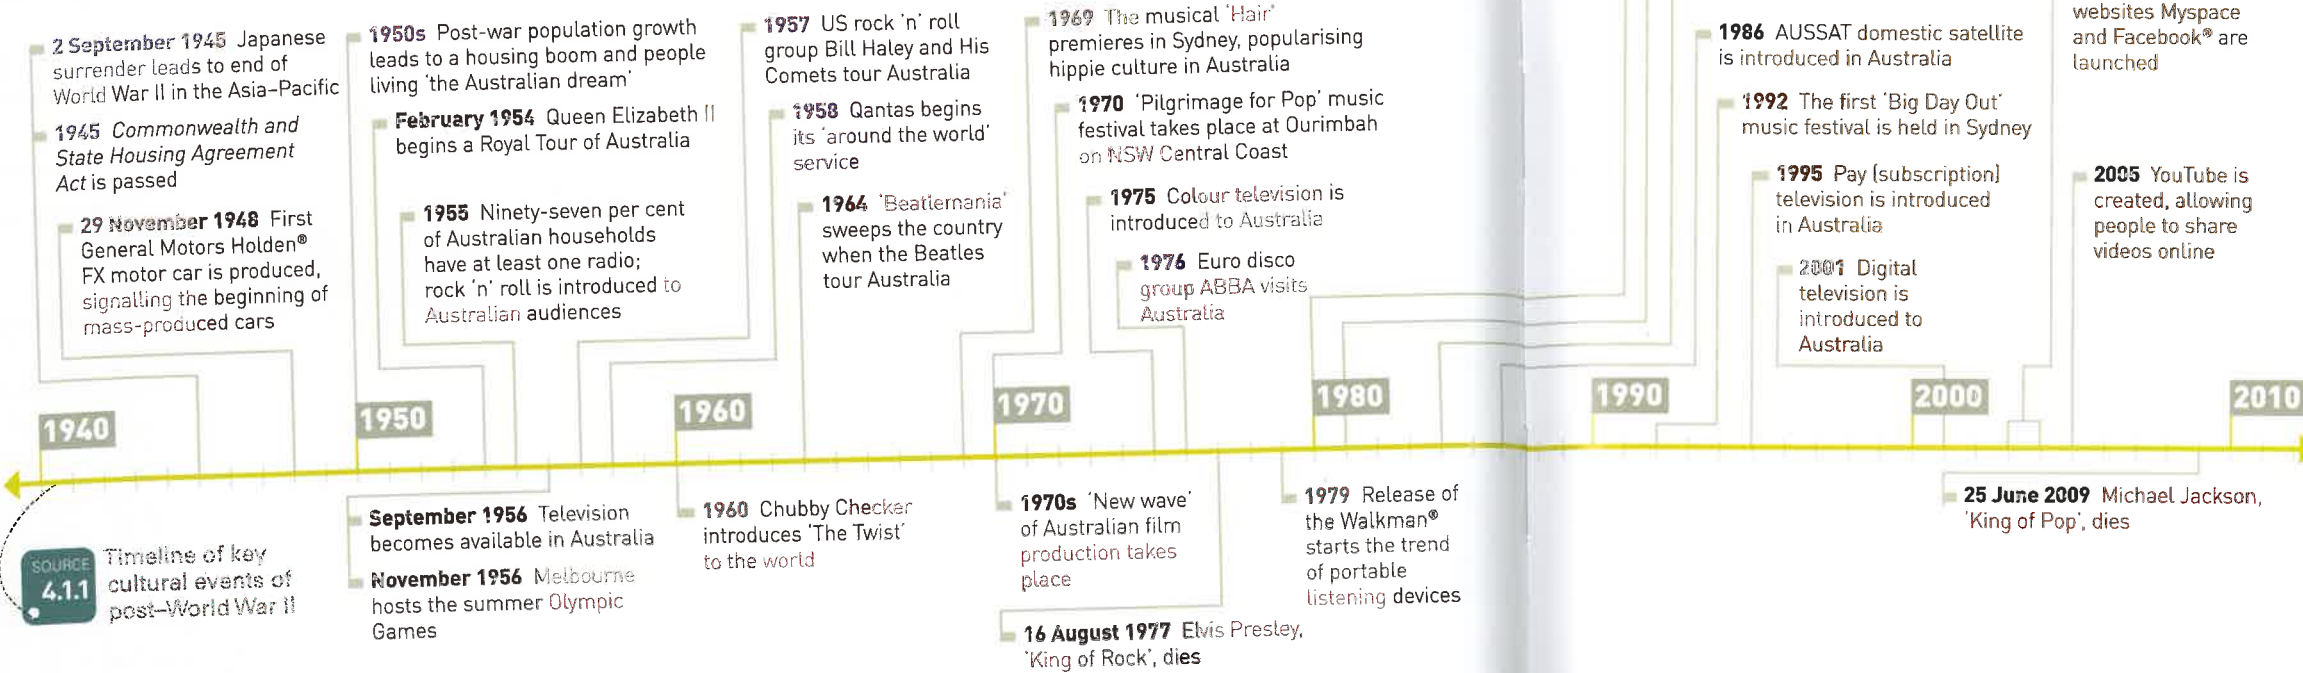 2 September 1945 Japanese
surrender leads to end of
World War II in the Asia–Pacific
1945 Commonwealth and
State Housing Agreement
Act is passed
29 November 1948 First
General Motors Holden®
FX motor car is produced,
signalling the beginning of
mass-produced cars
1950s Post-war population growth
leads to a housing boom and people
living ‘the Australian dream’
February 1954 Queen Elizabeth II
begins a Royal Tour of Australia
1955 Ninety-seven per cent
of Australian households
have at least one radio;
rock ‘n’ roll is introduced to
Australian audiences
1957 US rock ‘n’ roll
group Bill Haley and His
Comets tour Australia
1958 Qantas begins
its ‘around the world’
service
1964 ‘Beatlemania’
sweeps the country
when the Beatles
tour Australia
1969 The musical ‘Hair’
premieres in Sydney, popularising
hippie culture in Australia
1970 ‘Pilgrimage for Pop’ music
festival takes place at Ourimbah
on NSW Central Coast
1975 Colour television is
introduced to Australia
1976 Euro disco
group ABBA visits
Australia
1986 AUSSAT domestic satellite
is introduced in Australia
1992 The first ‘Big Day Out’
music festival is held in Sydney
1995 Pay (subscription)
television is introduced
in Australia
2001 Digital
television is
introduced to
Australia
websites Myspace
and Facebook® are
launched
2005 YouTube is
created, allowing
people to share
videos online
1940
1950
1960
1970
1980
1990
2000
2010
SOURCE
4.1.1
Timeline of key
cultural events of
post–World War II
September 1956 Television
becomes available in Australia
November 1956 Melbourne
hosts the summer Olympic
Games
1960 Chubby Checker
introduces ‘The Twist’
to the world
1970s ‘New wave’
of Australian film
production takes
place
16 August 1977 Elvis Presley,
‘King of Rock’, dies
1979 Release of
the Walkman®
starts the trend
of portable
listening devices
25 June 2009 Michael Jackson,
‘King of Pop’, dies